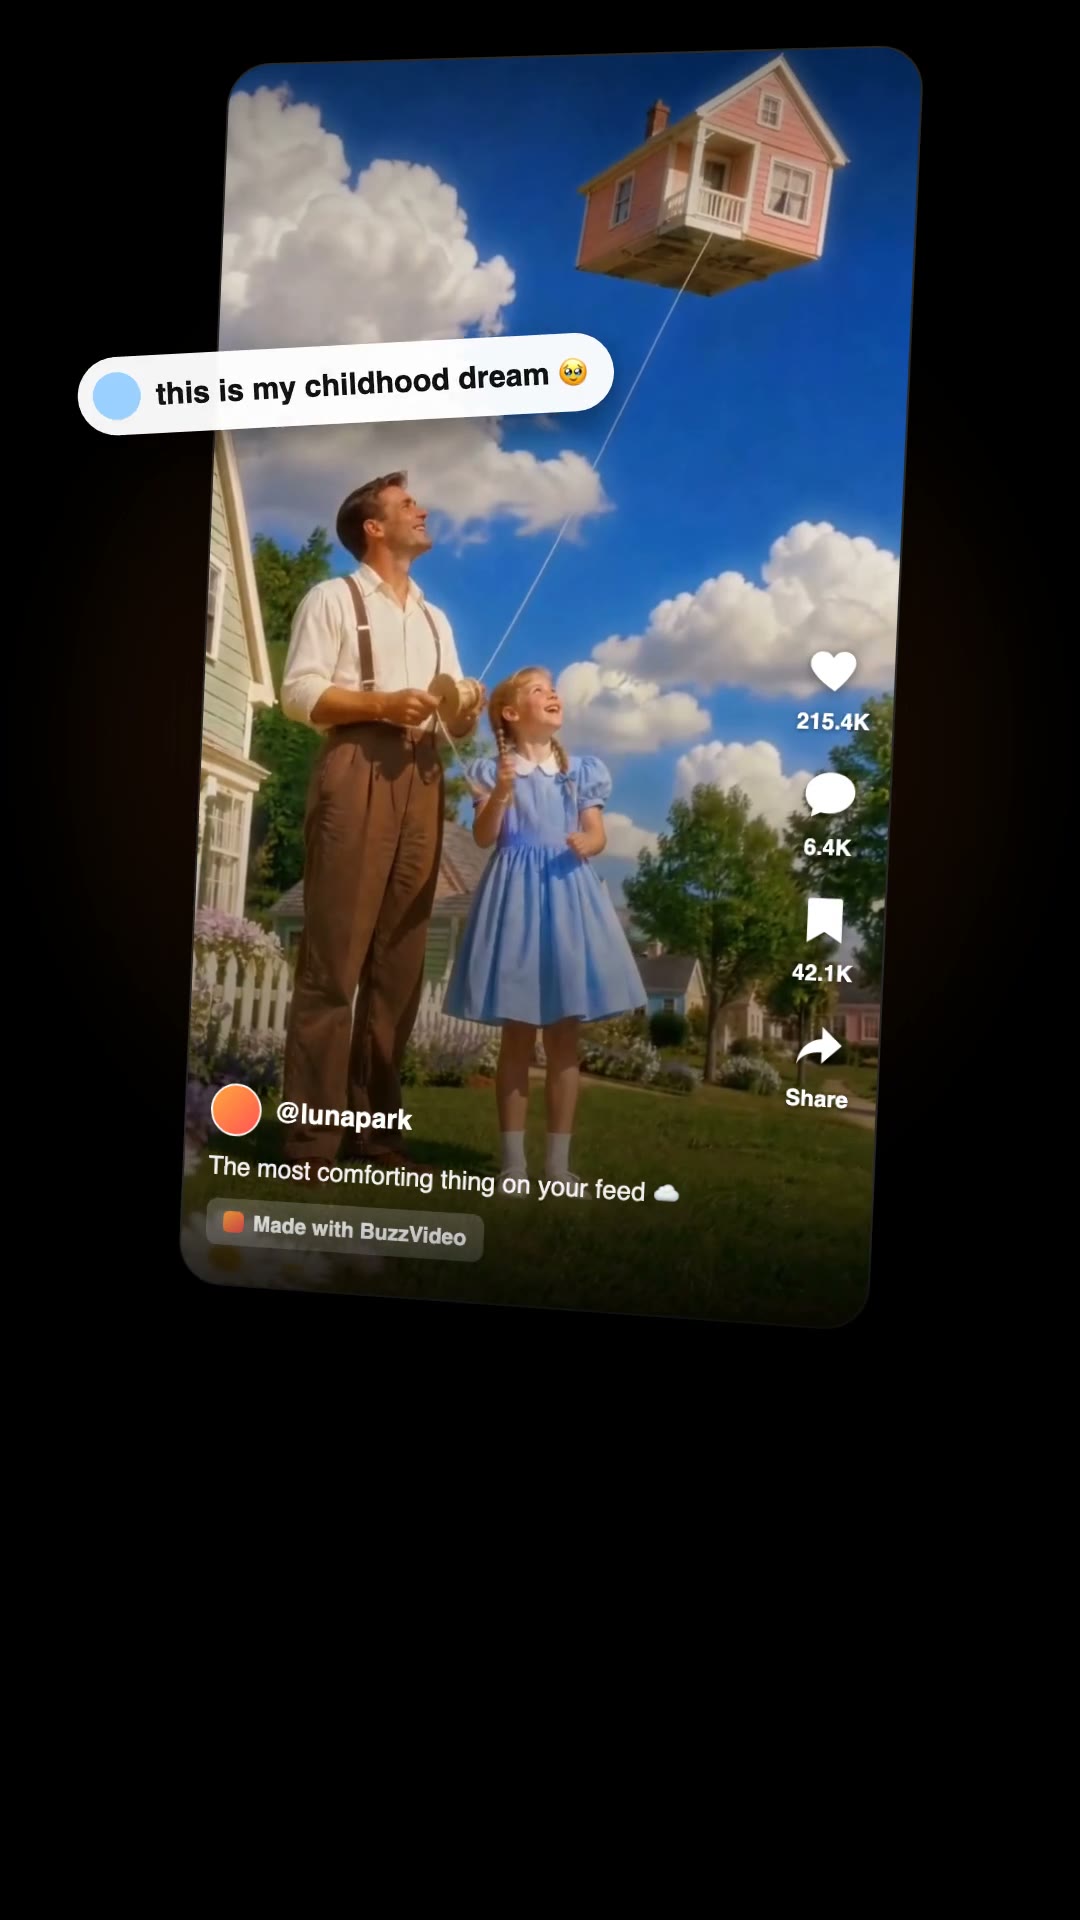 this is my childhood dream 🥹
215.4K
6.4K
42.1K
Share
@lunapark
The most comforting thing on your feed ☁️
Made with BuzzVideo